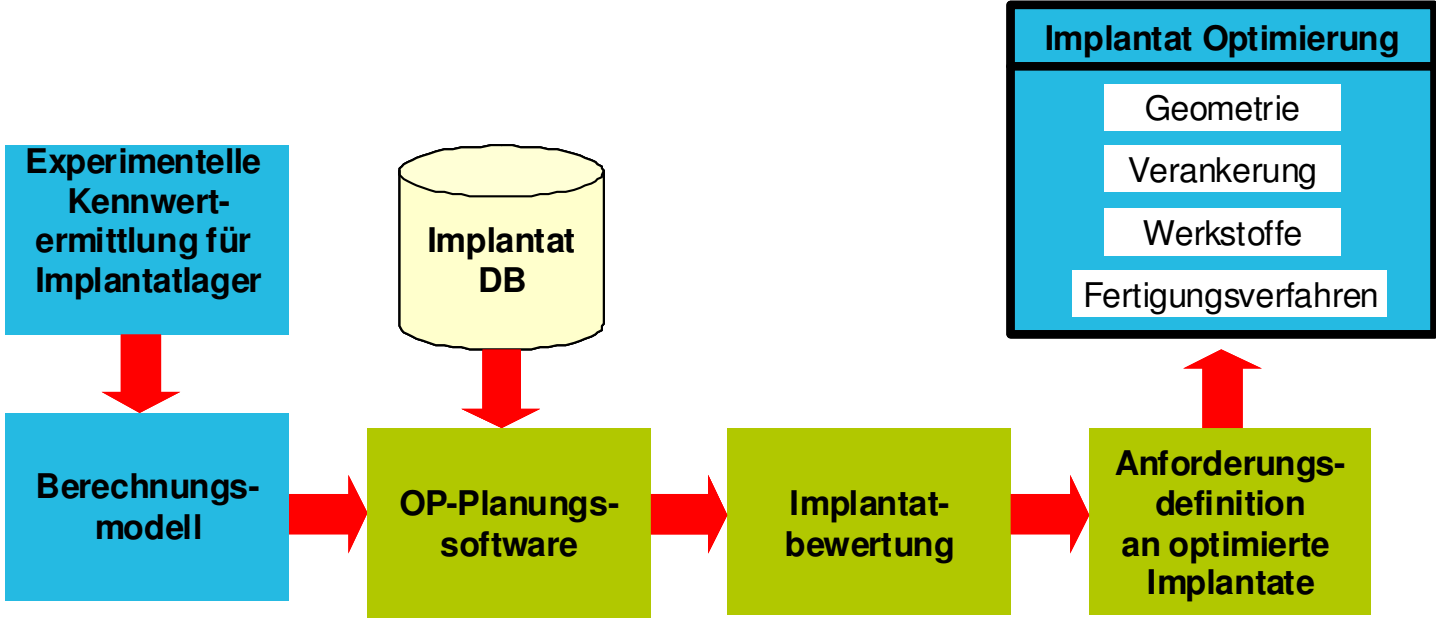 Implantat Optimierung
Geometrie
Verankerung
Werkstoffe
Fertigungsverfahren
Experimentelle
Kennwert-
ermittlung für
Implantatlager
Implantat
DB
Berechnungs-
modell
OP-Planungs-
software
Implantat-
bewertung
Anforderungs-
definition
an optimierte
Implantate